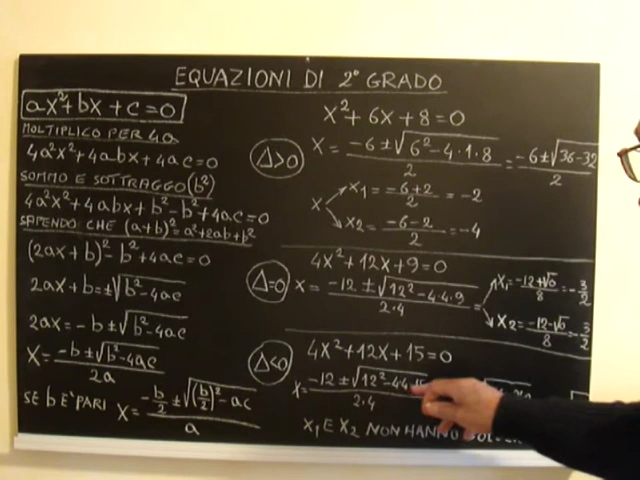 EQUAZIONI DI 2° GRADO
ax²+bx+c=0
MOLTIPLICO PER 4a
4a²x²+4abx+4ac=0
SOMMO E SOTTRAGGO (b²)
4a²x²+4abx+b²-b²+4ac=0
SAPENDO CHE (a+b)²=a²+2ab+b²
(2ax+b)²-b²+4ac=0
2ax+b=±√b²-4ac
2ax=-b±√b²-4ac
x=-b±√b²-4ac/2a
SE b E' PARI x=-b/2±√(b/2)²-ac/a
x²+6x+8=0
Δ>0 x=-6±√6²-4·1·8/2=-6±√36-32/2
x x₁=-6+2/2=-2
x₂=-6-2/2=-4
4x²+12x+9=0
Δ=0 x=-12±√12²-4·4·9/2·4= x₁=-12+√0/8=-3/2
x₂=-12-√0/8=-3/2
4x²+12x+15=0
Δ<0 x=-12±√12²-4·4·15/2·4
x₁ E x₂ NON HANNO